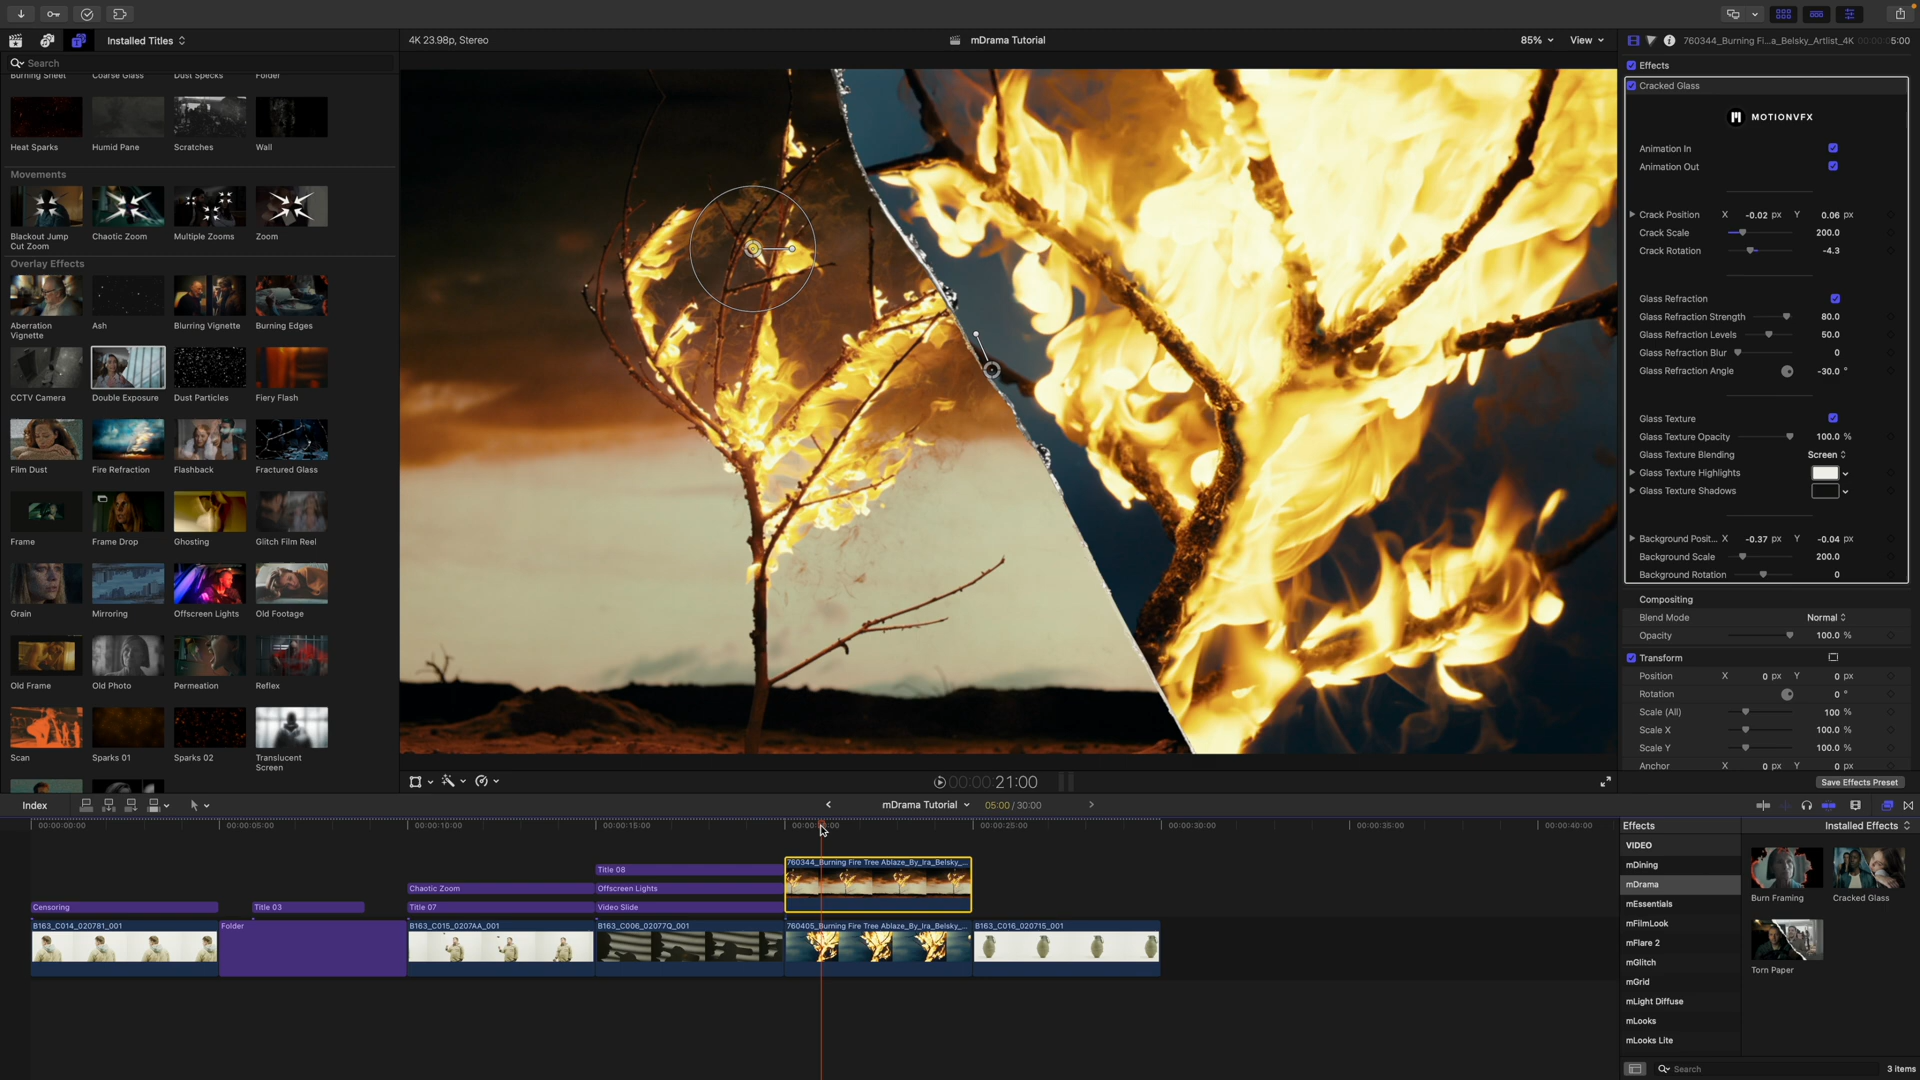 Installed Titles
4K 23.98p, Stereo
mDrama Tutorial
85%
View
760344_Burning Fi...a_Belsky_Artlist_4K
5:00
Search
Burning Sheet
Coarse Glass
Dust Specks
Folder
Heat Sparks
Humid Pane
Scratches
Wall
Movements
Blackout Jump
Cut Zoom
Chaotic Zoom
Multiple Zooms
Zoom
Overlay Effects
Aberration
Vignette
Ash
Blurring Vignette
Burning Edges
CCTV Camera
Double Exposure
Dust Particles
Fiery Flash
Film Dust
Fire Refraction
Flashback
Fractured Glass
Frame
Frame Drop
Ghosting
Glitch Film Reel
Grain
Mirroring
Offscreen Lights
Old Footage
Old Frame
Old Photo
Permeation
Reflex
Scan
Sparks 01
Sparks 02
Translucent
Screen
Effects
Cracked Glass
MOTIONVFX
Animation In
Animation Out
Crack Position X -0.02 px Y 0.06 px
Crack Scale 200.0
Crack Rotation -4.3
Glass Refraction
Glass Refraction Strength 80.0
Glass Refraction Levels 50.0
Glass Refraction Blur 0
Glass Refraction Angle -30.0 °
Glass Texture
Glass Texture Opacity 100.0 %
Glass Texture Blending Screen
Glass Texture Highlights
Glass Texture Shadows
Background Posit... X -0.37 px Y -0.04 px
Background Scale 200.0
Background Rotation 0
Compositing
Blend Mode Normal
Opacity 100.0 %
Transform
Position X 0 px Y 0 px
Rotation 0 °
Scale (All) 100 %
Scale X 100.0 %
Scale Y 100.0 %
Anchor X 0 px Y 0 px
Save Effects Preset
00:00:00:21:00
Index
mDrama Tutorial
05:00 / 30:00
00:00:00:00
00:00:05:00
00:00:10:00
00:00:15:00
00:00:25:00
00:00:30:00
00:00:35:00
00:00:40:00
760344_Burning Fire Tree Ablaze_By_Ira_Belsky_...
Title 08
Chaotic Zoom
Offscreen Lights
Censoring
Title 03
Title 07
Video Slide
B163_C014_020781_001
Folder
B163_C015_0207AA_001
B163_C006_02077Q_001
760405_Burning Fire Tree Ablaze_By_Ira_Belsky_...
B163_C016_020715_001
Effects
Installed Effects
VIDEO
mDining
mDrama
mEssentials
mFilmLook
mFlare 2
mGlitch
mGrid
mLight Diffuse
mLooks
mLooks Lite
Burn Framing
Cracked Glass
Torn Paper
Search
3 items